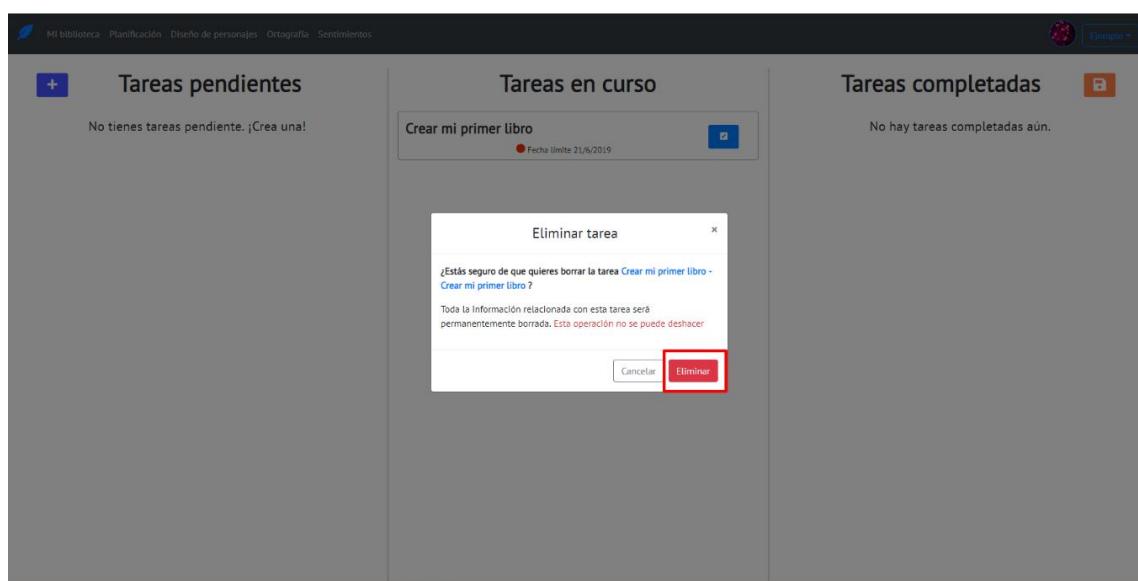 Mi biblioteca Planificación Diseño de personajes Ortografía Sentimientos
Ejemplo
Tareas pendientes
No tienes tareas pendiente. ¡Crea una!
Tareas en curso
Crear mi primer libro
Fecha límite 21/6/2019
Tareas completadas
No hay tareas completadas aún.
Eliminar tarea
×
¿Estás seguro de que quieres borrar la tarea Crear mi primer libro -
Crear mi primer libro ?
Toda la información relacionada con esta tarea será
permanentemente borrada. Esta operación no se puede deshacer
Cancelar
Eliminar